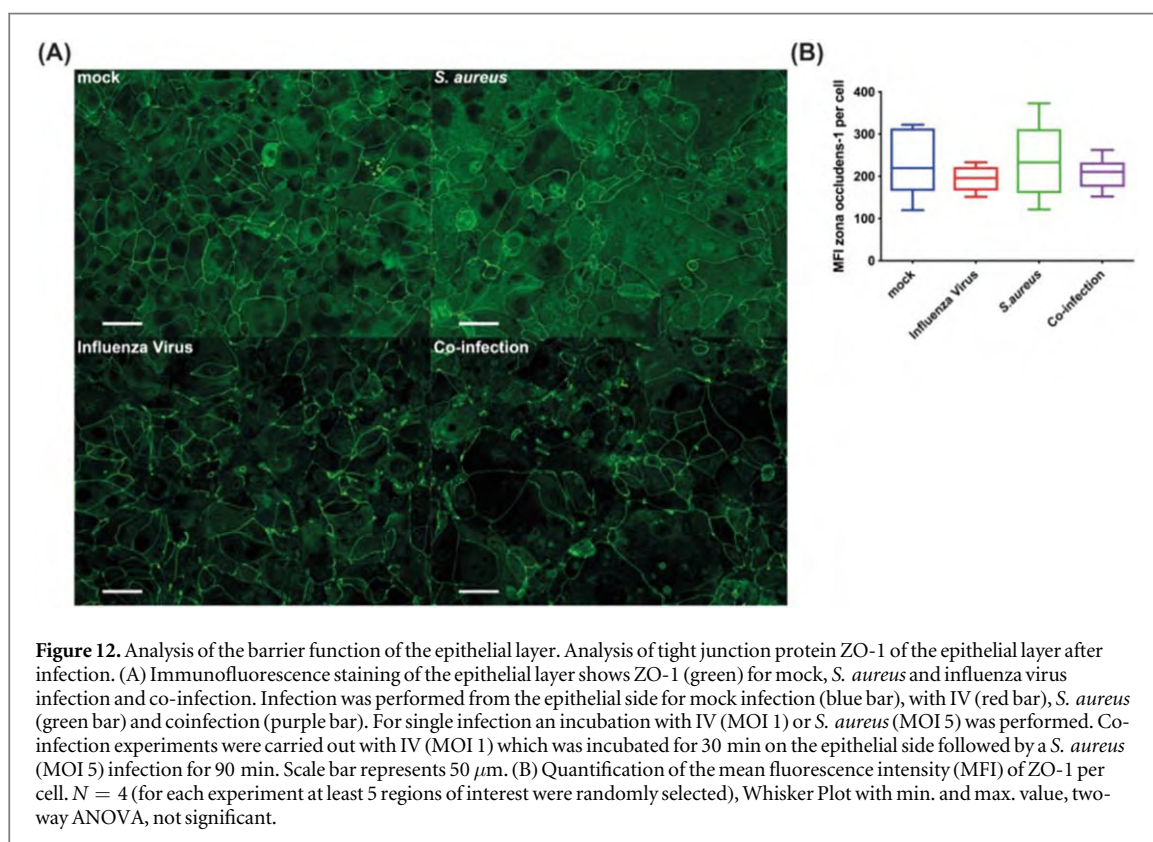 (A)
mock
S. aureus
Influenza Virus
Co-infection
(B)
MFI zona occludens-1 per cell
400
300
200
100
0
mock
Influenza Virus
S.aureus
Co-infection
Figure 12. Analysis of the barrier function of the epithelial layer. Analysis of tight junction protein ZO-1 of the epithelial layer after
infection. (A) Immunofluorescence staining of the epithelial layer shows ZO-1 (green) for mock, S. aureus and influenza virus
infection and co-infection. Infection was performed from the epithelial side for mock infection (blue bar), with IV (red bar), S. aureus
(green bar) and coinfection (purple bar). For single infection an incubation with IV (MOI 1) or S. aureus (MOI 5) was performed. Co-
infection experiments were carried out with IV (MOI 1) which was incubated for 30 min on the epithelial side followed by a S. aureus
(MOI 5) infection for 90 min. Scale bar represents 50 μm. (B) Quantification of the mean fluorescence intensity (MFI) of ZO-1 per
cell. N = 4 (for each experiment at least 5 regions of interest were randomly selected), Whisker Plot with min. and max. value, two-
way ANOVA, not significant.